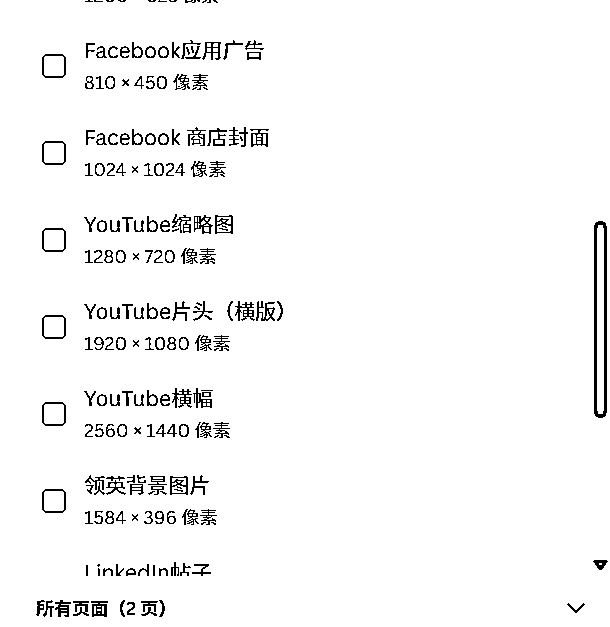 Facebook应用广告
810 × 450 像素
Facebook 商店封面
1024 × 1024 像素
YouTube缩略图
1280 × 720 像素
YouTube片头（横版）
1920 × 1080 像素
YouTube横幅
2560 × 1440 像素
领英背景图片
1584 × 396 像素
LinkedIn帖子
所有页面（2 页）